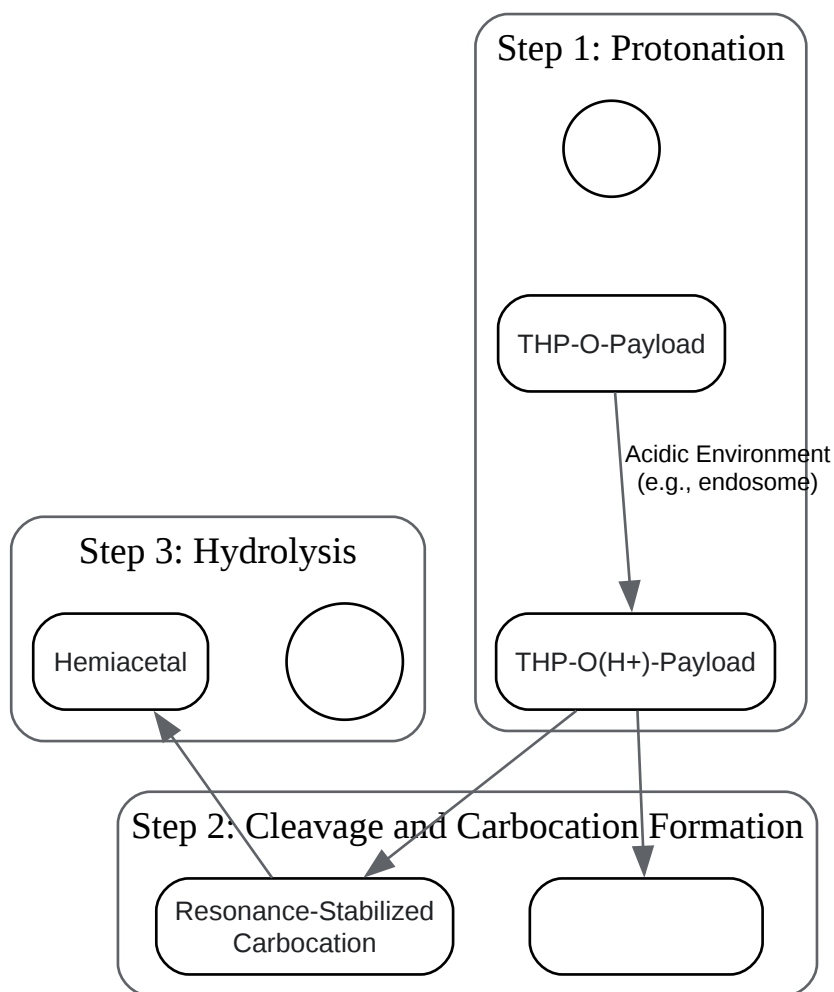 Step 1: Protonation
THP-O-Payload
Acidic Environment
(e.g., endosome)
Step 3: Hydrolysis
Hemiacetal
THP-O(H+)-Payload
Step 2: Cleavage and Carbocation Formation
Resonance-Stabilized
Carbocation